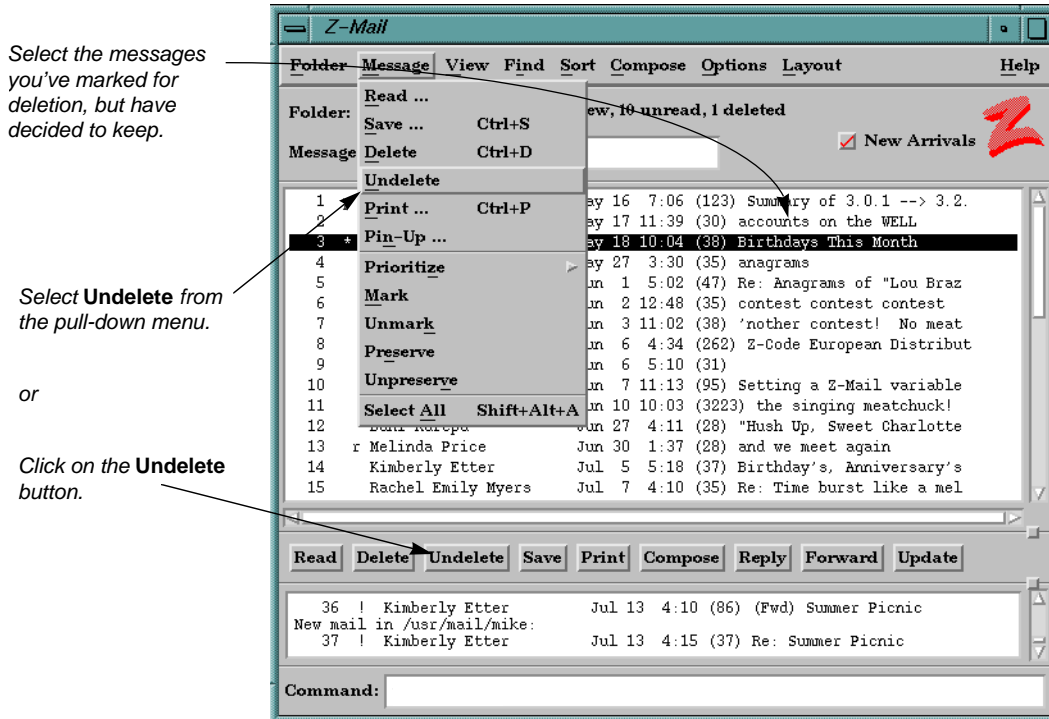 Select the messages
you've marked for
deletion, but have
decided to keep.
Select Undelete from
the pull-down menu.
or
Click on the Undelete
button.
Z-Mail
Folder Message View Find Sort Compose Options Layout Help
Folder: ew, 10 unread, 1 deleted
New Arrivals
Message
Read ...
Save ... Ctrl+S
Delete Ctrl+D
Undelete
Print ... Ctrl+P
Pin-Up ...
Prioritize
Mark
Unmark
Preserve
Unpreserve
Select All Shift+Alt+A
1 ay 16 7:06 (123) Summary of 3.0.1 --> 3.2.
2 ay 17 11:39 (30) accounts on the WELL
3 * ay 18 10:04 (38) Birthdays This Month
4 ay 27 3:30 (35) anagrams
5 un 1 5:02 (47) Re: Anagrams of "Lou Braz
6 un 2 12:48 (35) contest contest contest
7 un 3 11:02 (38) 'nother contest! No meat
8 un 6 4:34 (262) Z-Code European Distribut
9 un 6 5:10 (31)
10 un 7 11:13 (95) Setting a Z-Mail variable
11 un 10 10:03 (3223) the singing meatchuck!
12 Jun 27 4:11 (28) "Hush Up, Sweet Charlotte
13 r Melinda Price Jun 30 1:37 (28) and we meet again
14 Kimberly Etter Jul 5 5:18 (37) Birthday's, Anniversary's
15 Rachel Emily Myers Jul 7 4:10 (35) Re: Time burst like a mel
Read Delete Undelete Save Print Compose Reply Forward Update
36 ! Kimberly Etter Jul 13 4:10 (86) (Fwd) Summer Picnic
New mail in /usr/mail/mike:
37 ! Kimberly Etter Jul 13 4:15 (37) Re: Summer Picnic
Command: